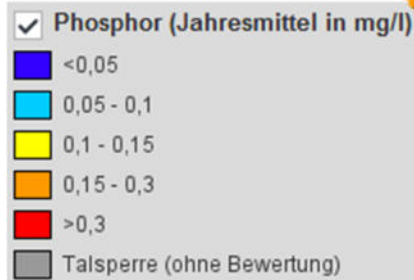 Phosphor (Jahresmittel in mg/l)
<0,05
0,05 - 0,1
0,1 - 0,15
0,15 - 0,3
>0,3
Talsperre (ohne Bewertung)